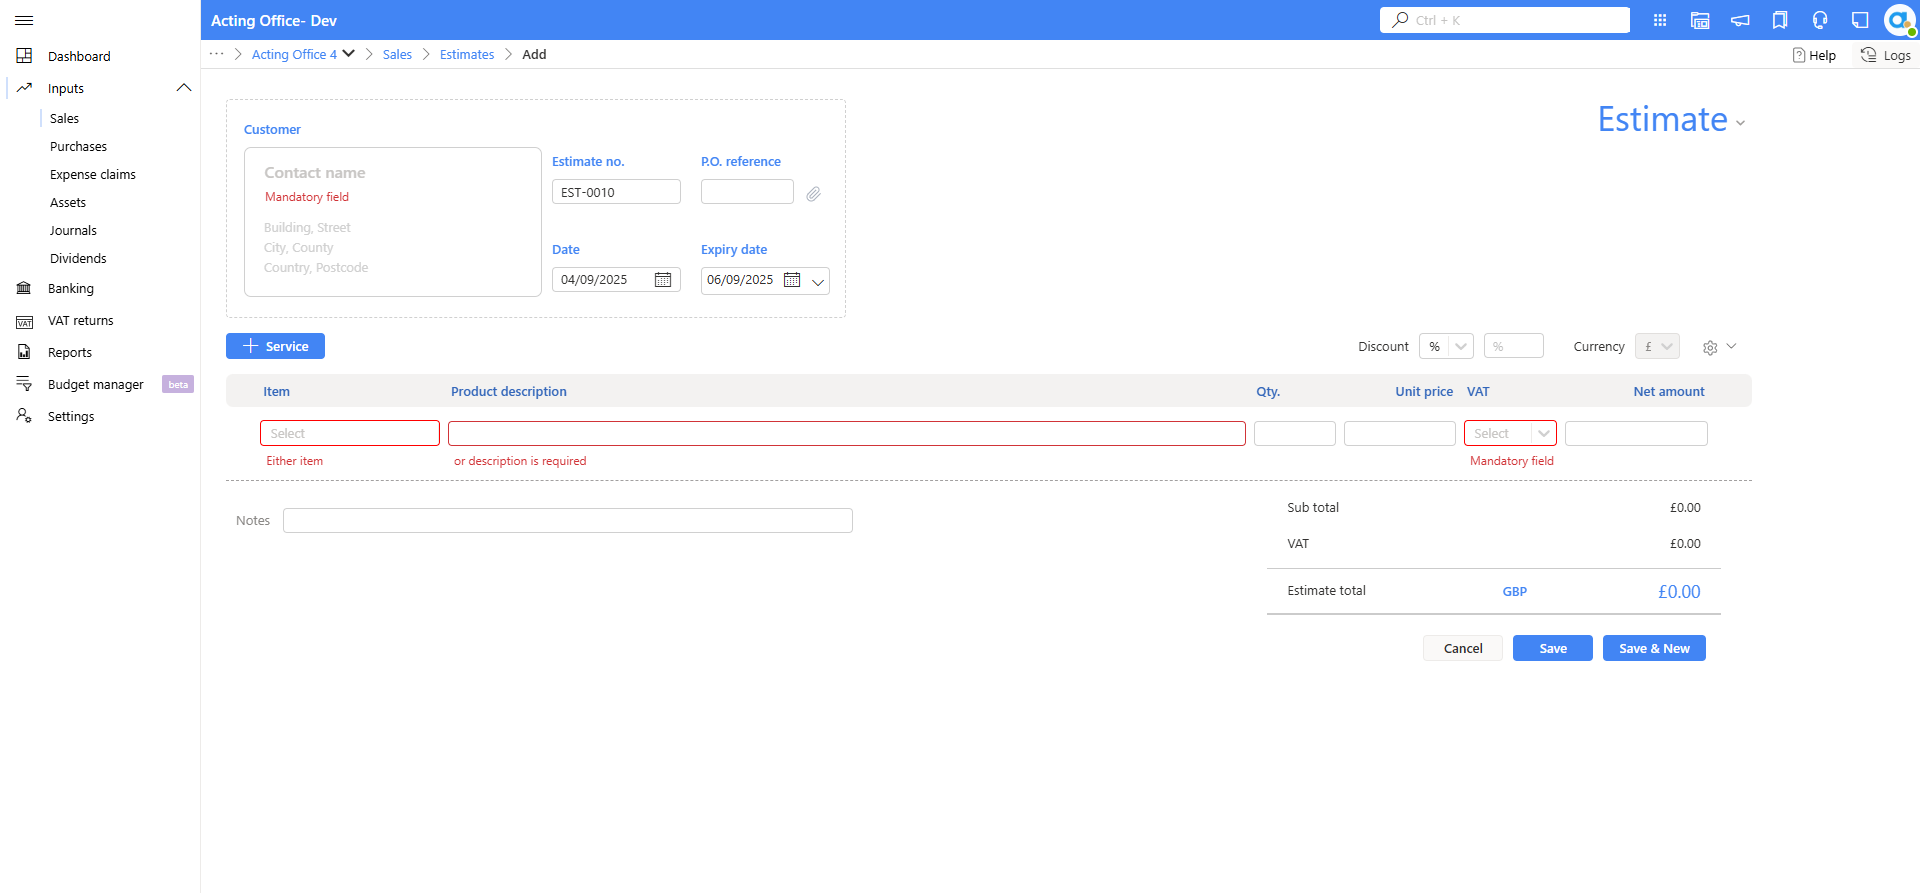 Acting Office- Dev
Ctrl + K
Acting Office 4
Sales
Estimates
Add
Help
Logs
Dashboard
Inputs
Sales
Purchases
Expense claims
Assets
Journals
Dividends
Banking
VAT
VAT returns
Reports
Budget manager
beta
Settings
Estimate
Customer
Contact name
Mandatory field
Building, Street
City, County
Country, Postcode
Estimate no.
P.O. reference
EST-0010
Date
Expiry date
04/09/2025
06/09/2025
Service
Discount
%
%
Currency
£
Item
Product description
Qty.
Unit price
VAT
Net amount
Select
Select
Either item
or description is required
Mandatory field
Notes
Sub total
£0.00
VAT
£0.00
Estimate total
GBP
£0.00
Cancel
Save
Save & New